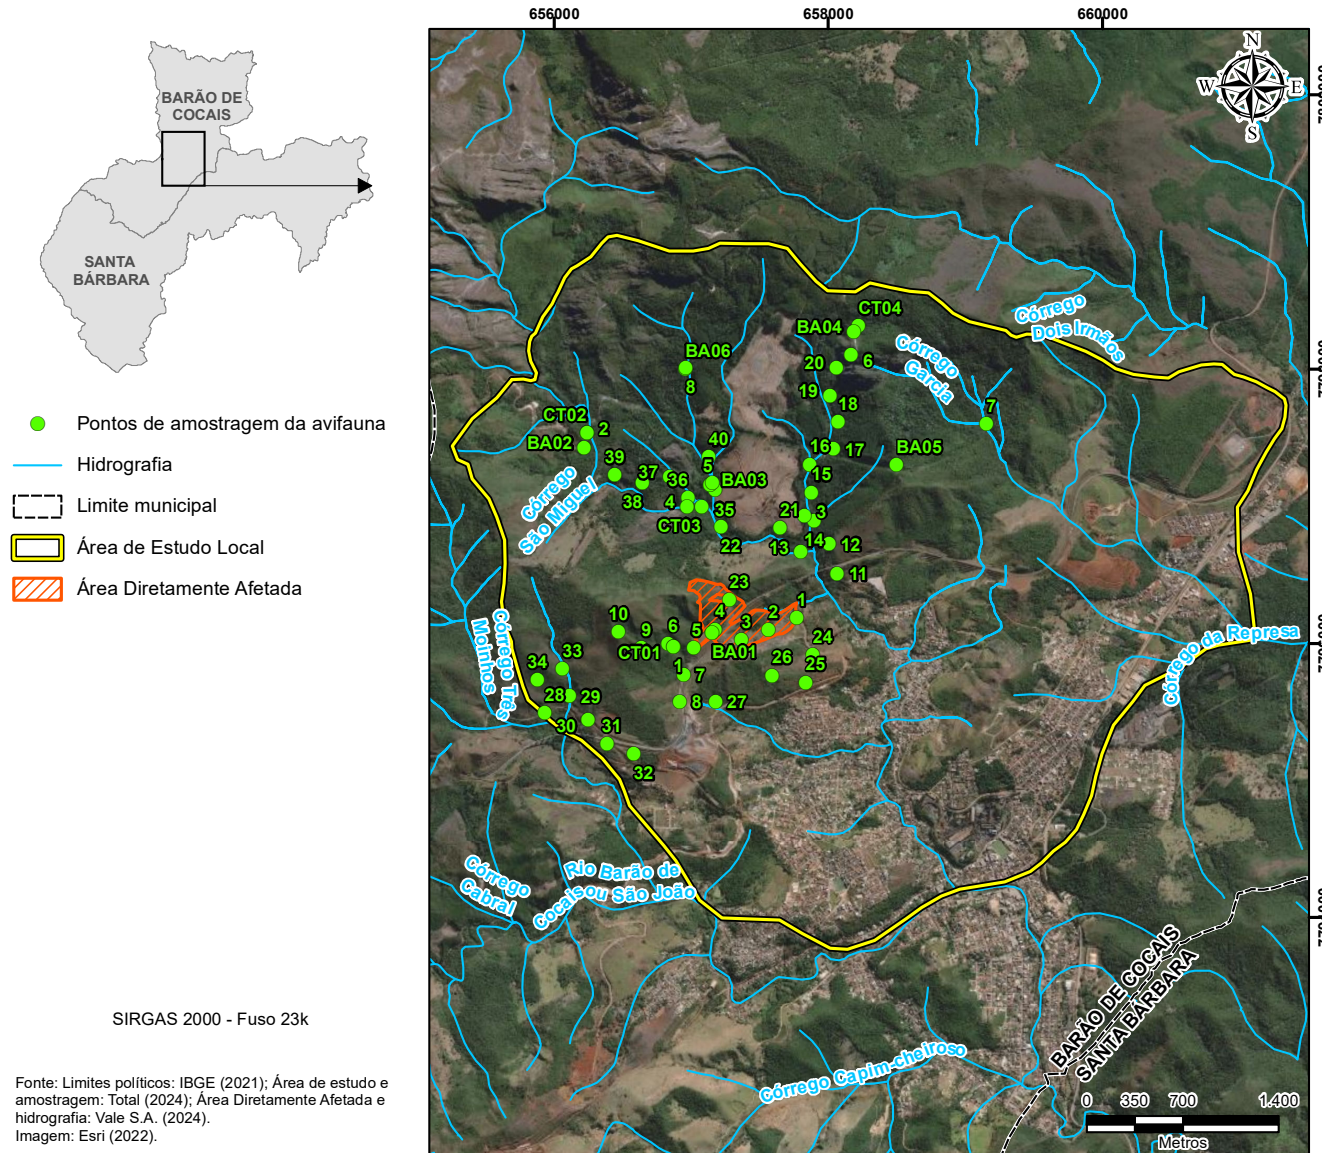 656000
658000
660000
N
W
E
S
BARÃO DE
COCAIS
SANTA
BÁRBARA
Pontos de amostragem da avifauna
Hidrografia
Limite municipal
Área de Estudo Local
Área Diretamente Afetada
SIRGAS 2000 - Fuso 23k
Fonte: Limites políticos: IBGE (2021); Área de estudo e
amostragem: Total (2024); Área Diretamente Afetada e
hidrografia: Vale S.A. (2024).
Imagem: Esri (2022).
Córrego
Dois Irmãos
CT04
BA04
Córrego
Garcia
BA06
20
6
8
19
18
7
CT02
2
BA02
40
16
17
BA05
39
37
36
5
BA03
15
38
4
35
21
3
Córrego
São Miguel
CT03
22
13
14
12
11
23
10
9
6
5
4
3
2
1
CT01
BA01
24
26
25
1
7
33
34
28
29
8
27
30
31
32
Córrego Três
Moinhos
Córrego da Represa
Córrego
Cabral
Rio Barão de
Cocais ou São João
BARÃO DE COCAIS
SANTA BÁRBARA
Córrego Capim-cheiroso
0 350 700 1.400
Metros